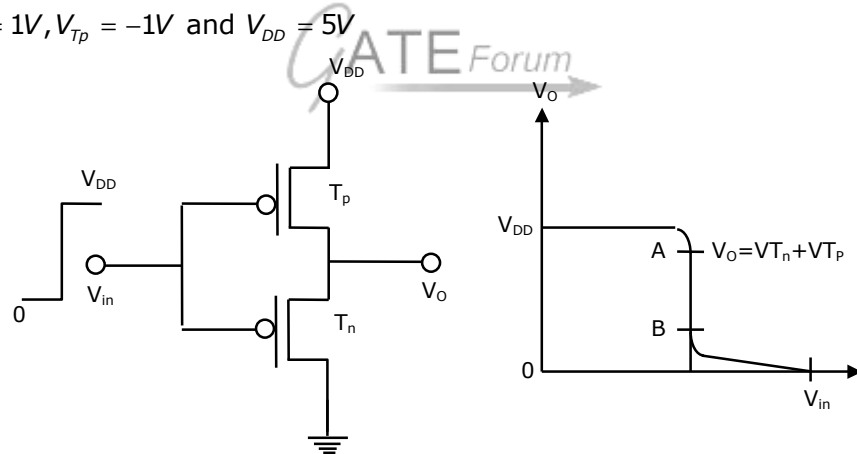 = 1V, V_Tp = −1V and V_DD = 5V
GATE Forum
V_DD
V_O
V_DD
T_p
V_DD
A
V_O=VT_n+VT_P
V_in
V_O
0
T_n
B
0
V_in